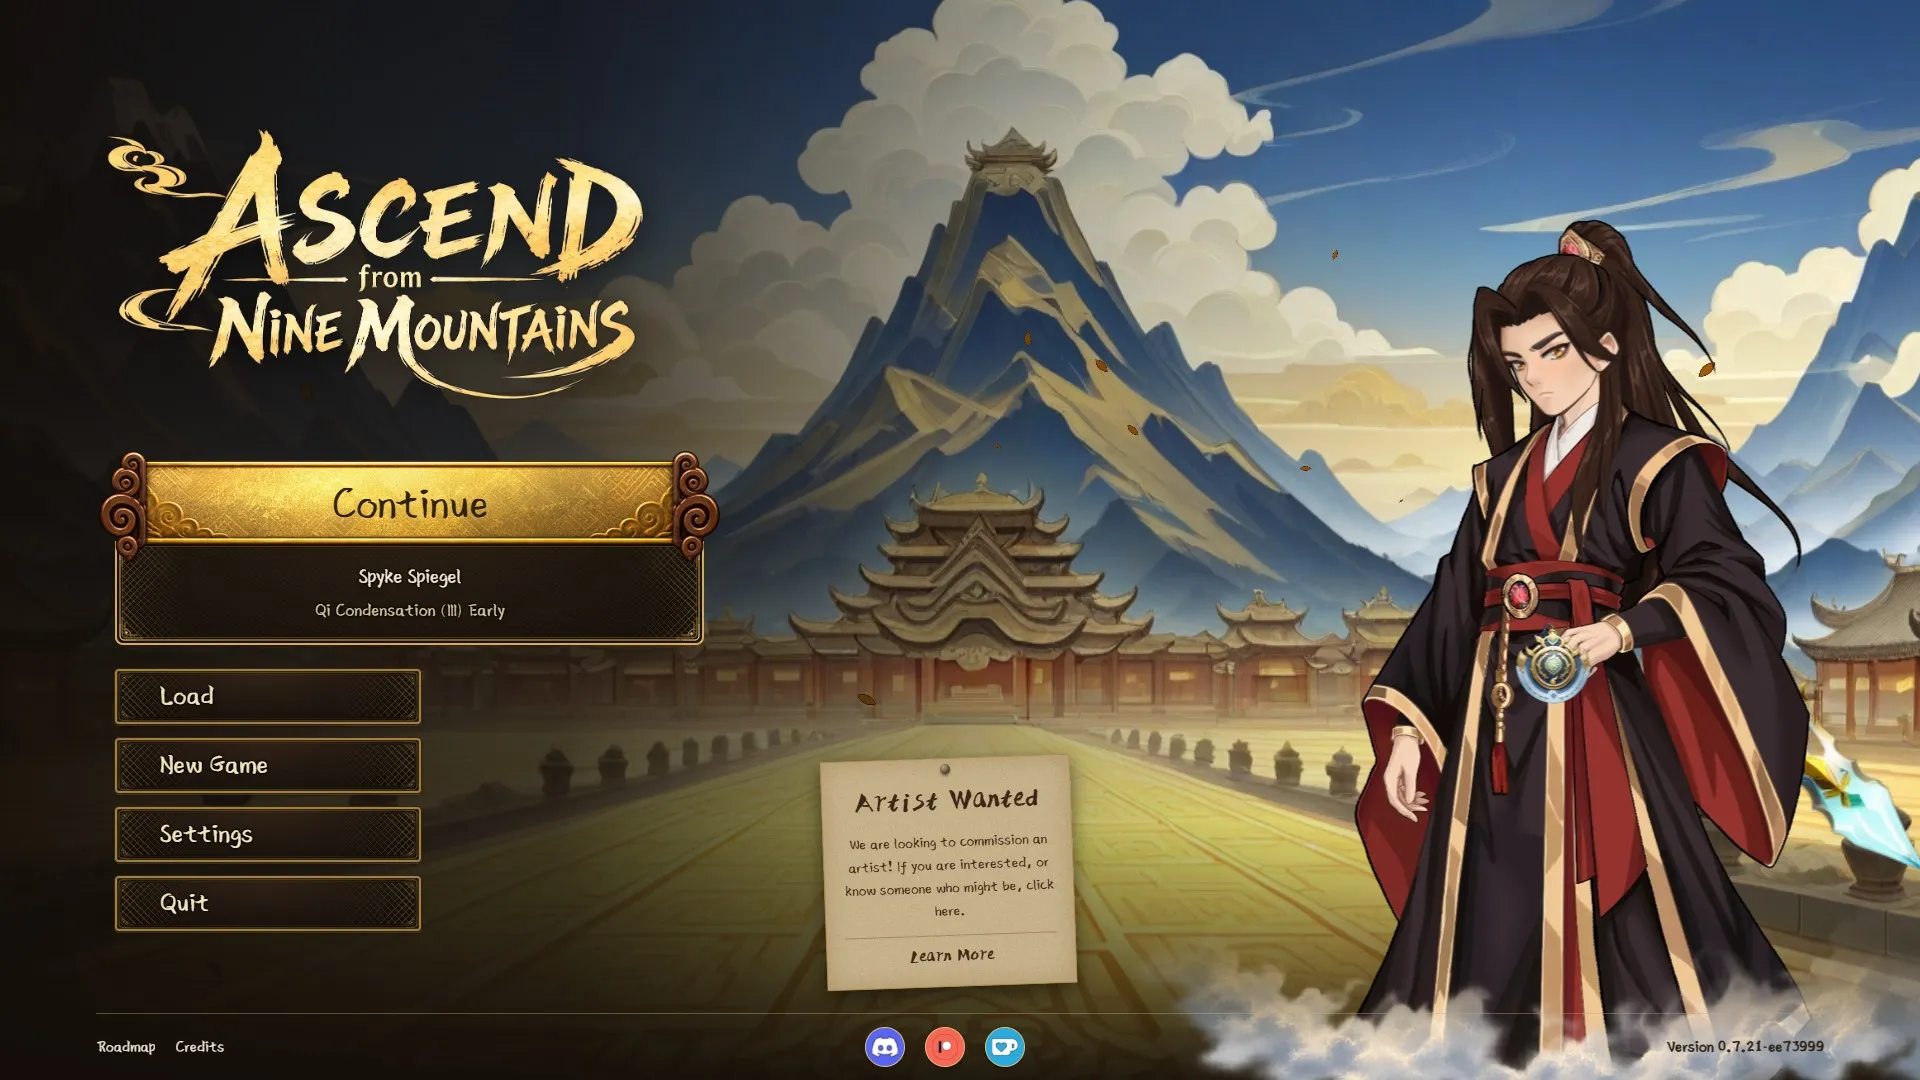 ASCEND
from
NINE MOUNTAINS
Continue
Spyke Spiegel
Qi Condensation (III) Early
Load
New Game
Settings
Quit
Artist Wanted
We are looking to commission an
artist! If you are interested, or
know someone who might be, click
here.
Learn More
Roadmap Credits
Version 0.7.21-ee73999